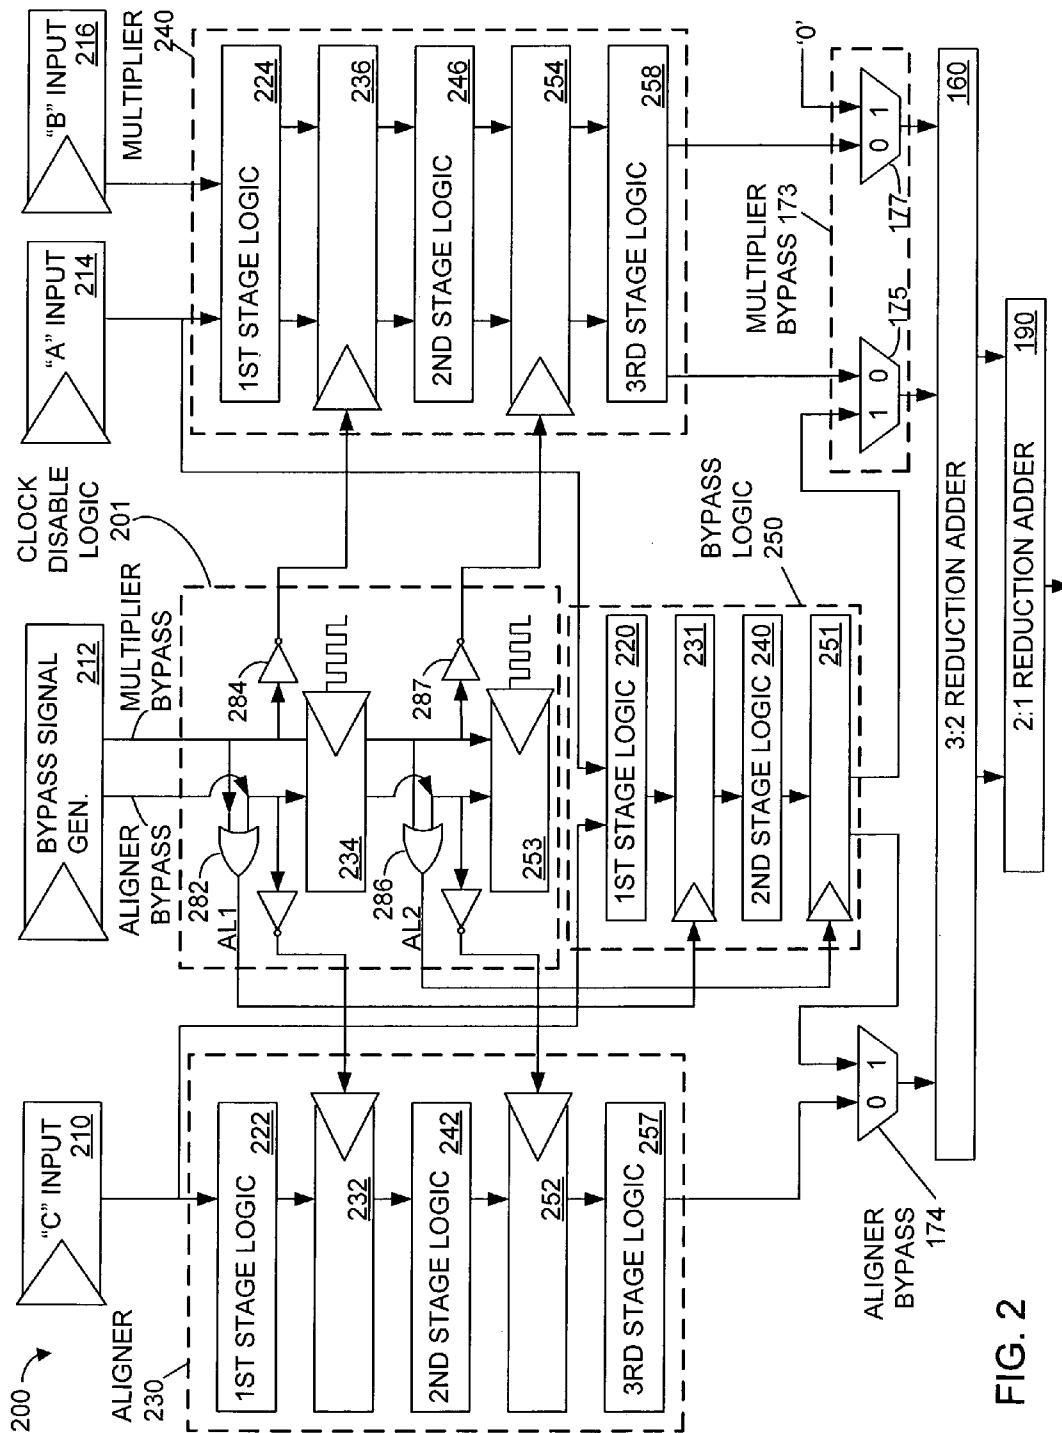 200
"C" INPUT
210
BYPASS SIGNAL
GEN.
212
"A" INPUT
214
"B" INPUT
216
ALIGNER
230
ALIGNER
BYPASS
MULTIPLIER
BYPASS
CLOCK
DISABLE
LOGIC
201
MULTIPLIER
240
1ST STAGE LOGIC
222
232
2ND STAGE LOGIC
242
252
3RD STAGE LOGIC
257
282
AL1
284
234
286
AL2
287
253
1ST STAGE LOGIC
224
236
2ND STAGE LOGIC
246
254
3RD STAGE LOGIC
258
BYPASS
LOGIC
250
1ST STAGE LOGIC
220
231
2ND STAGE LOGIC
240
251
MULTIPLIER
BYPASS 173
'0'
0 1
1 0
0 1
175
177
ALIGNER
BYPASS
174
3:2 REDUCTION ADDER
160
2:1 REDUCTION ADDER
190
FIG. 2